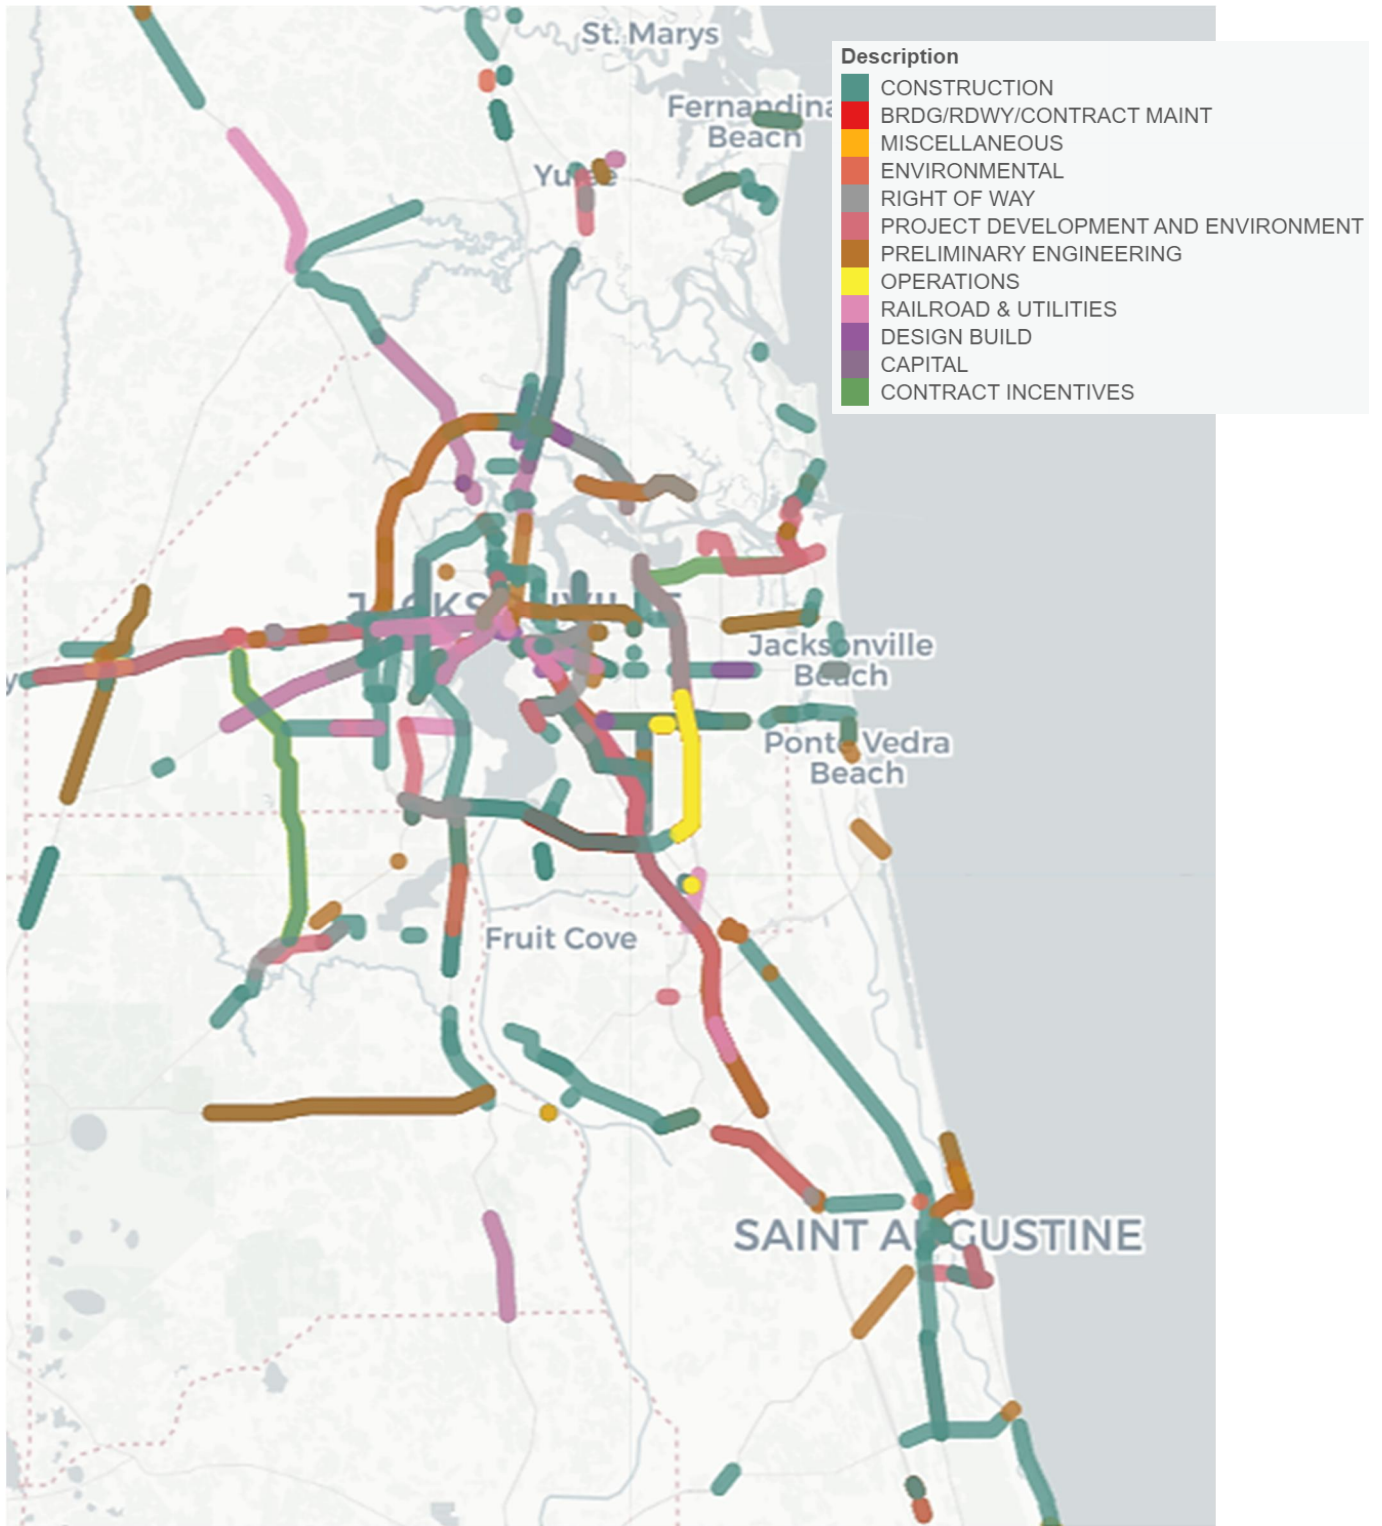 St. Marys
Description
CONSTRUCTION
BRDG/RDWY/CONTRACT MAINT
MISCELLANEOUS
ENVIRONMENTAL
RIGHT OF WAY
PROJECT DEVELOPMENT AND ENVIRONMENT
PRELIMINARY ENGINEERING
OPERATIONS
RAILROAD & UTILITIES
DESIGN BUILD
CAPITAL
CONTRACT INCENTIVES
Fernandina
Beach
Yulee
JACKSONVILLE
Jacksonville
Beach
y
Ponte Vedra
Beach
Fruit Cove
SAINT AUGUSTINE